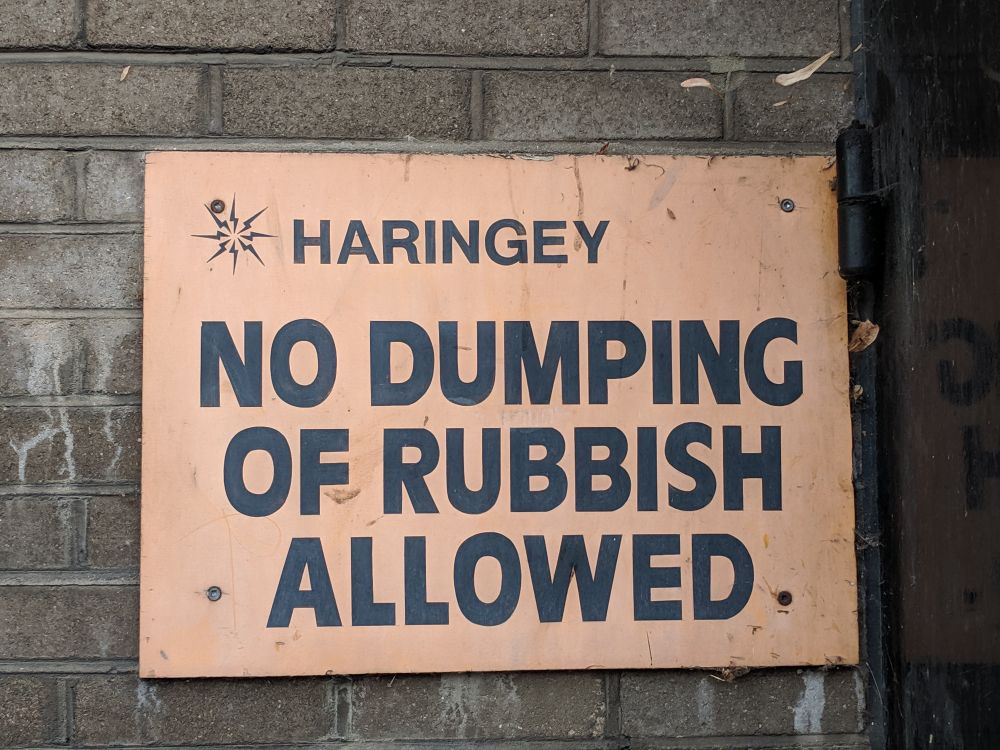 HARINGEY
NO DUMPING
OF RUBBISH
ALLOWED